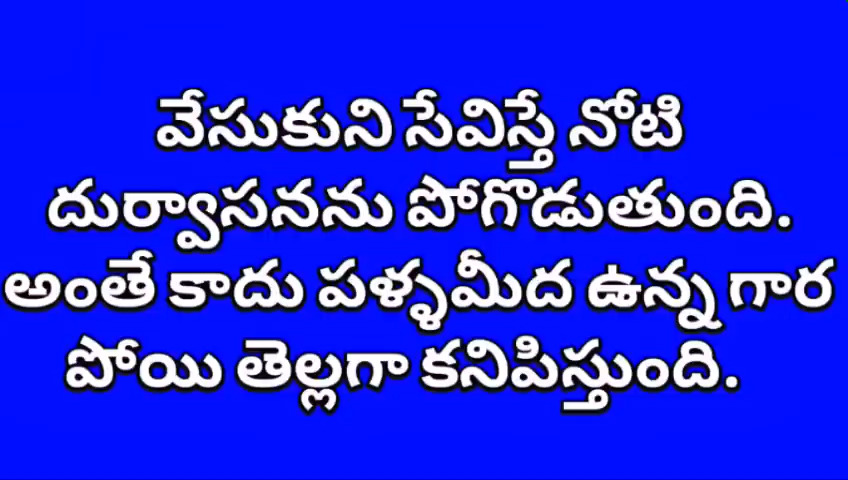 వేసుకుని సేవిస్తే నోటి
దుర్వాసనను పోగొడుతుంది.
అంతే కాదు పళ్ళమీద ఉన్న గార
పోయి తెల్లగా కనిపిస్తుంది.